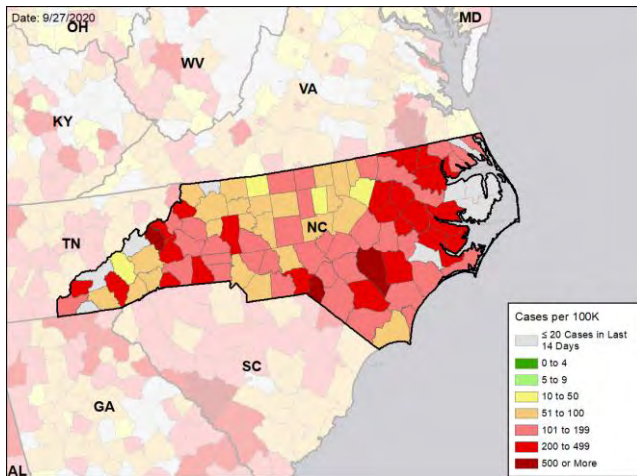 Date: 9/27/2020
OH
MD
WV
VA
KY
TN
NC
SC
GA
AL
Cases per 100K
≤ 20 Cases in Last
14 Days
0 to 4
5 to 9
10 to 50
51 to 100
101 to 199
200 to 499
500 or More